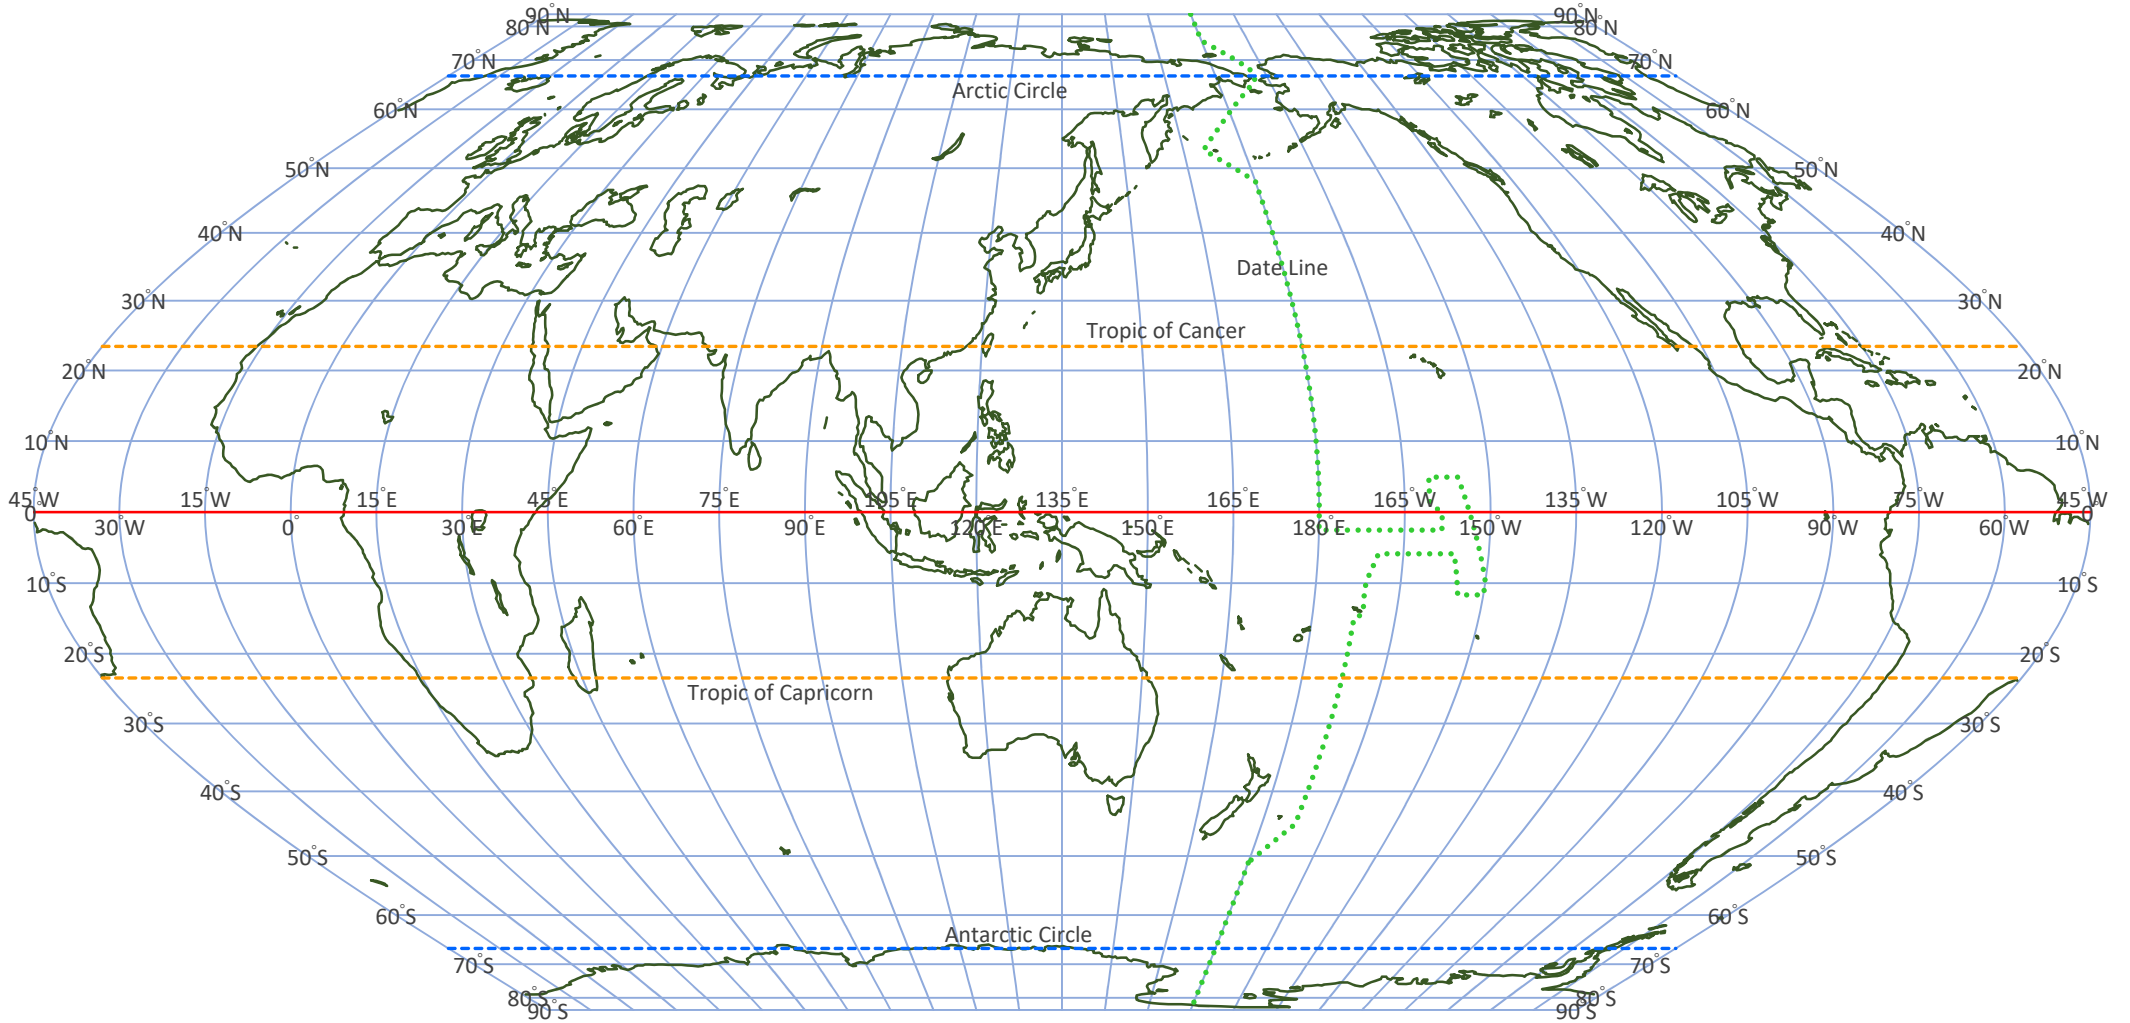 90°N 90°N
80°N 80°N
70°N 70°N
Arctic Circle
60°N 60°N
50°N 50°N
40°N 40°N
Date Line
30°N 30°N
Tropic of Cancer
20°N 20°N
10°N 10°N
45°W 15°W 15°E 45°E 75°E 105°E 135°E 165°E 165°W 135°W 105°W 75°W 45°W
0° 0°
30°W 0° 30°E 60°E 90°E 120°E 150°E 180°E 150°W 120°W 90°W 60°W
10°S 10°S
20°S 20°S
Tropic of Capricorn
30°S 30°S
40°S 40°S
50°S 50°S
60°S 60°S
Antarctic Circle
70°S 70°S
80°S 80°S
90°S 90°S